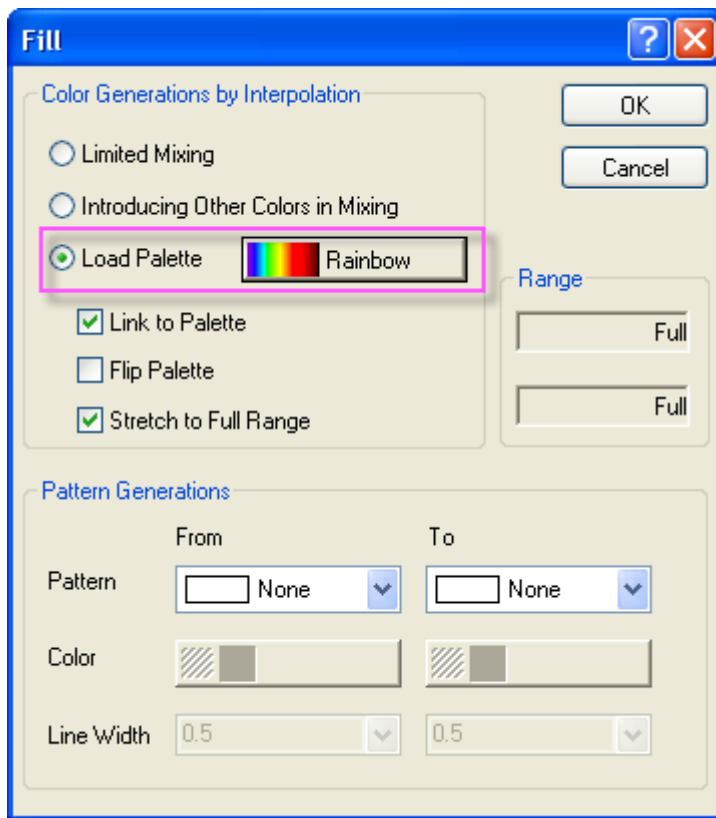 Fill
Color Generations by Interpolation
OK
Limited Mixing
Cancel
Introducing Other Colors in Mixing
Load Palette Rainbow
Range
Link to Palette
Full
Flip Palette
Full
Stretch to Full Range
Pattern Generations
From To
Pattern None None
Color
Line Width 0.5 0.5